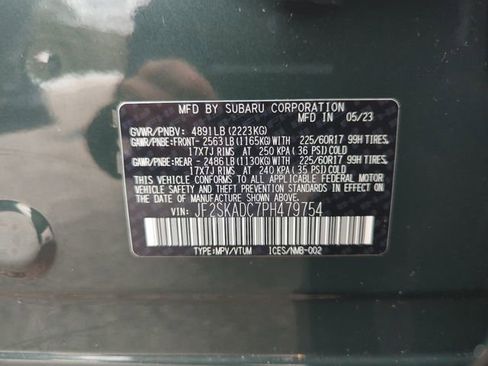 MFD BY SUBARU CORPORATION
MFD IN 05/23
GVWR/PNBV: 4891LB(2223KG)
GAWR/PNBE:FRONT- 2563LB(1165KG)WITH 225/60R17 99H TIRES,
17X7J RIMS AT 250 KPA( 36 PSI)COLD
GAWR/PNBE:REAR - 2486LB(1130KG)WITH 225/60R17 99H TIRES,
17X7J RIMS AT 240 KPA( 35 PSI)COLD
THIS VEHICLE CONFORMS TO ALL APPLICABLE FEDERAL MOTOR
VEHICLE SAFETY AND THEFT PREVENTION STANDARDS IN EFFECT
ON THE DATE OF MANUFACTURE SHOWN ABOVE.
VIN: JF2SKADC7PH479754
TYPE:MPV/VTUM ICES/NMB-002